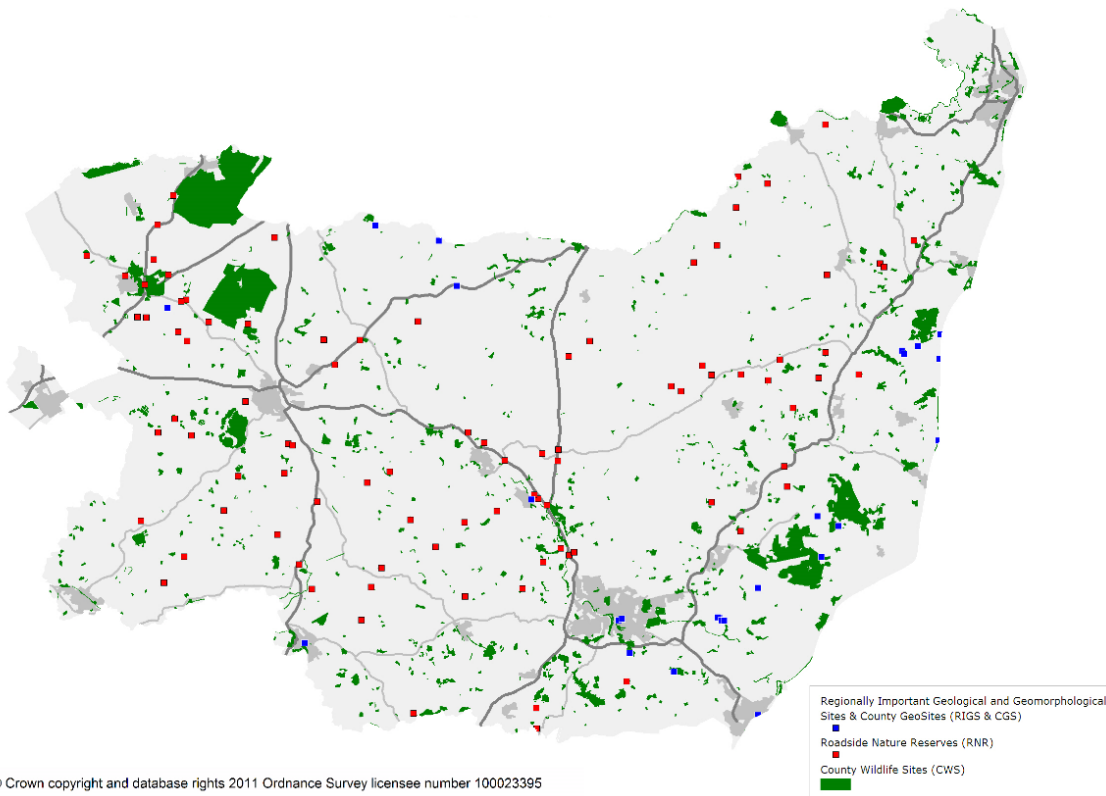 Regionally Important Geological and Geomorphological
Sites & County GeoSites (RIGS & CGS)
Roadside Nature Reserves (RNR)
County Wildlife Sites (CWS)
© Crown copyright and database rights 2011 Ordnance Survey licensee number 100023395